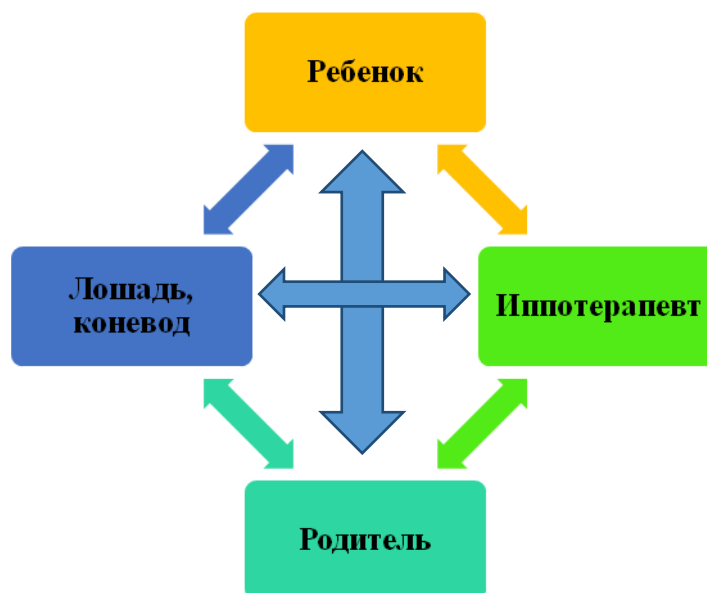 Ребенок
Лошадь,
коневод
Иппотерапевт
Родитель